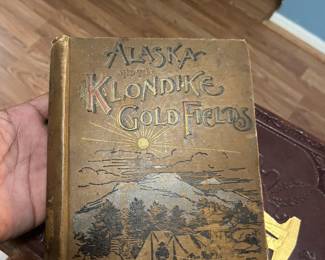 ALASKA
AND THE
KLONDIKE
GOLD FIELDS